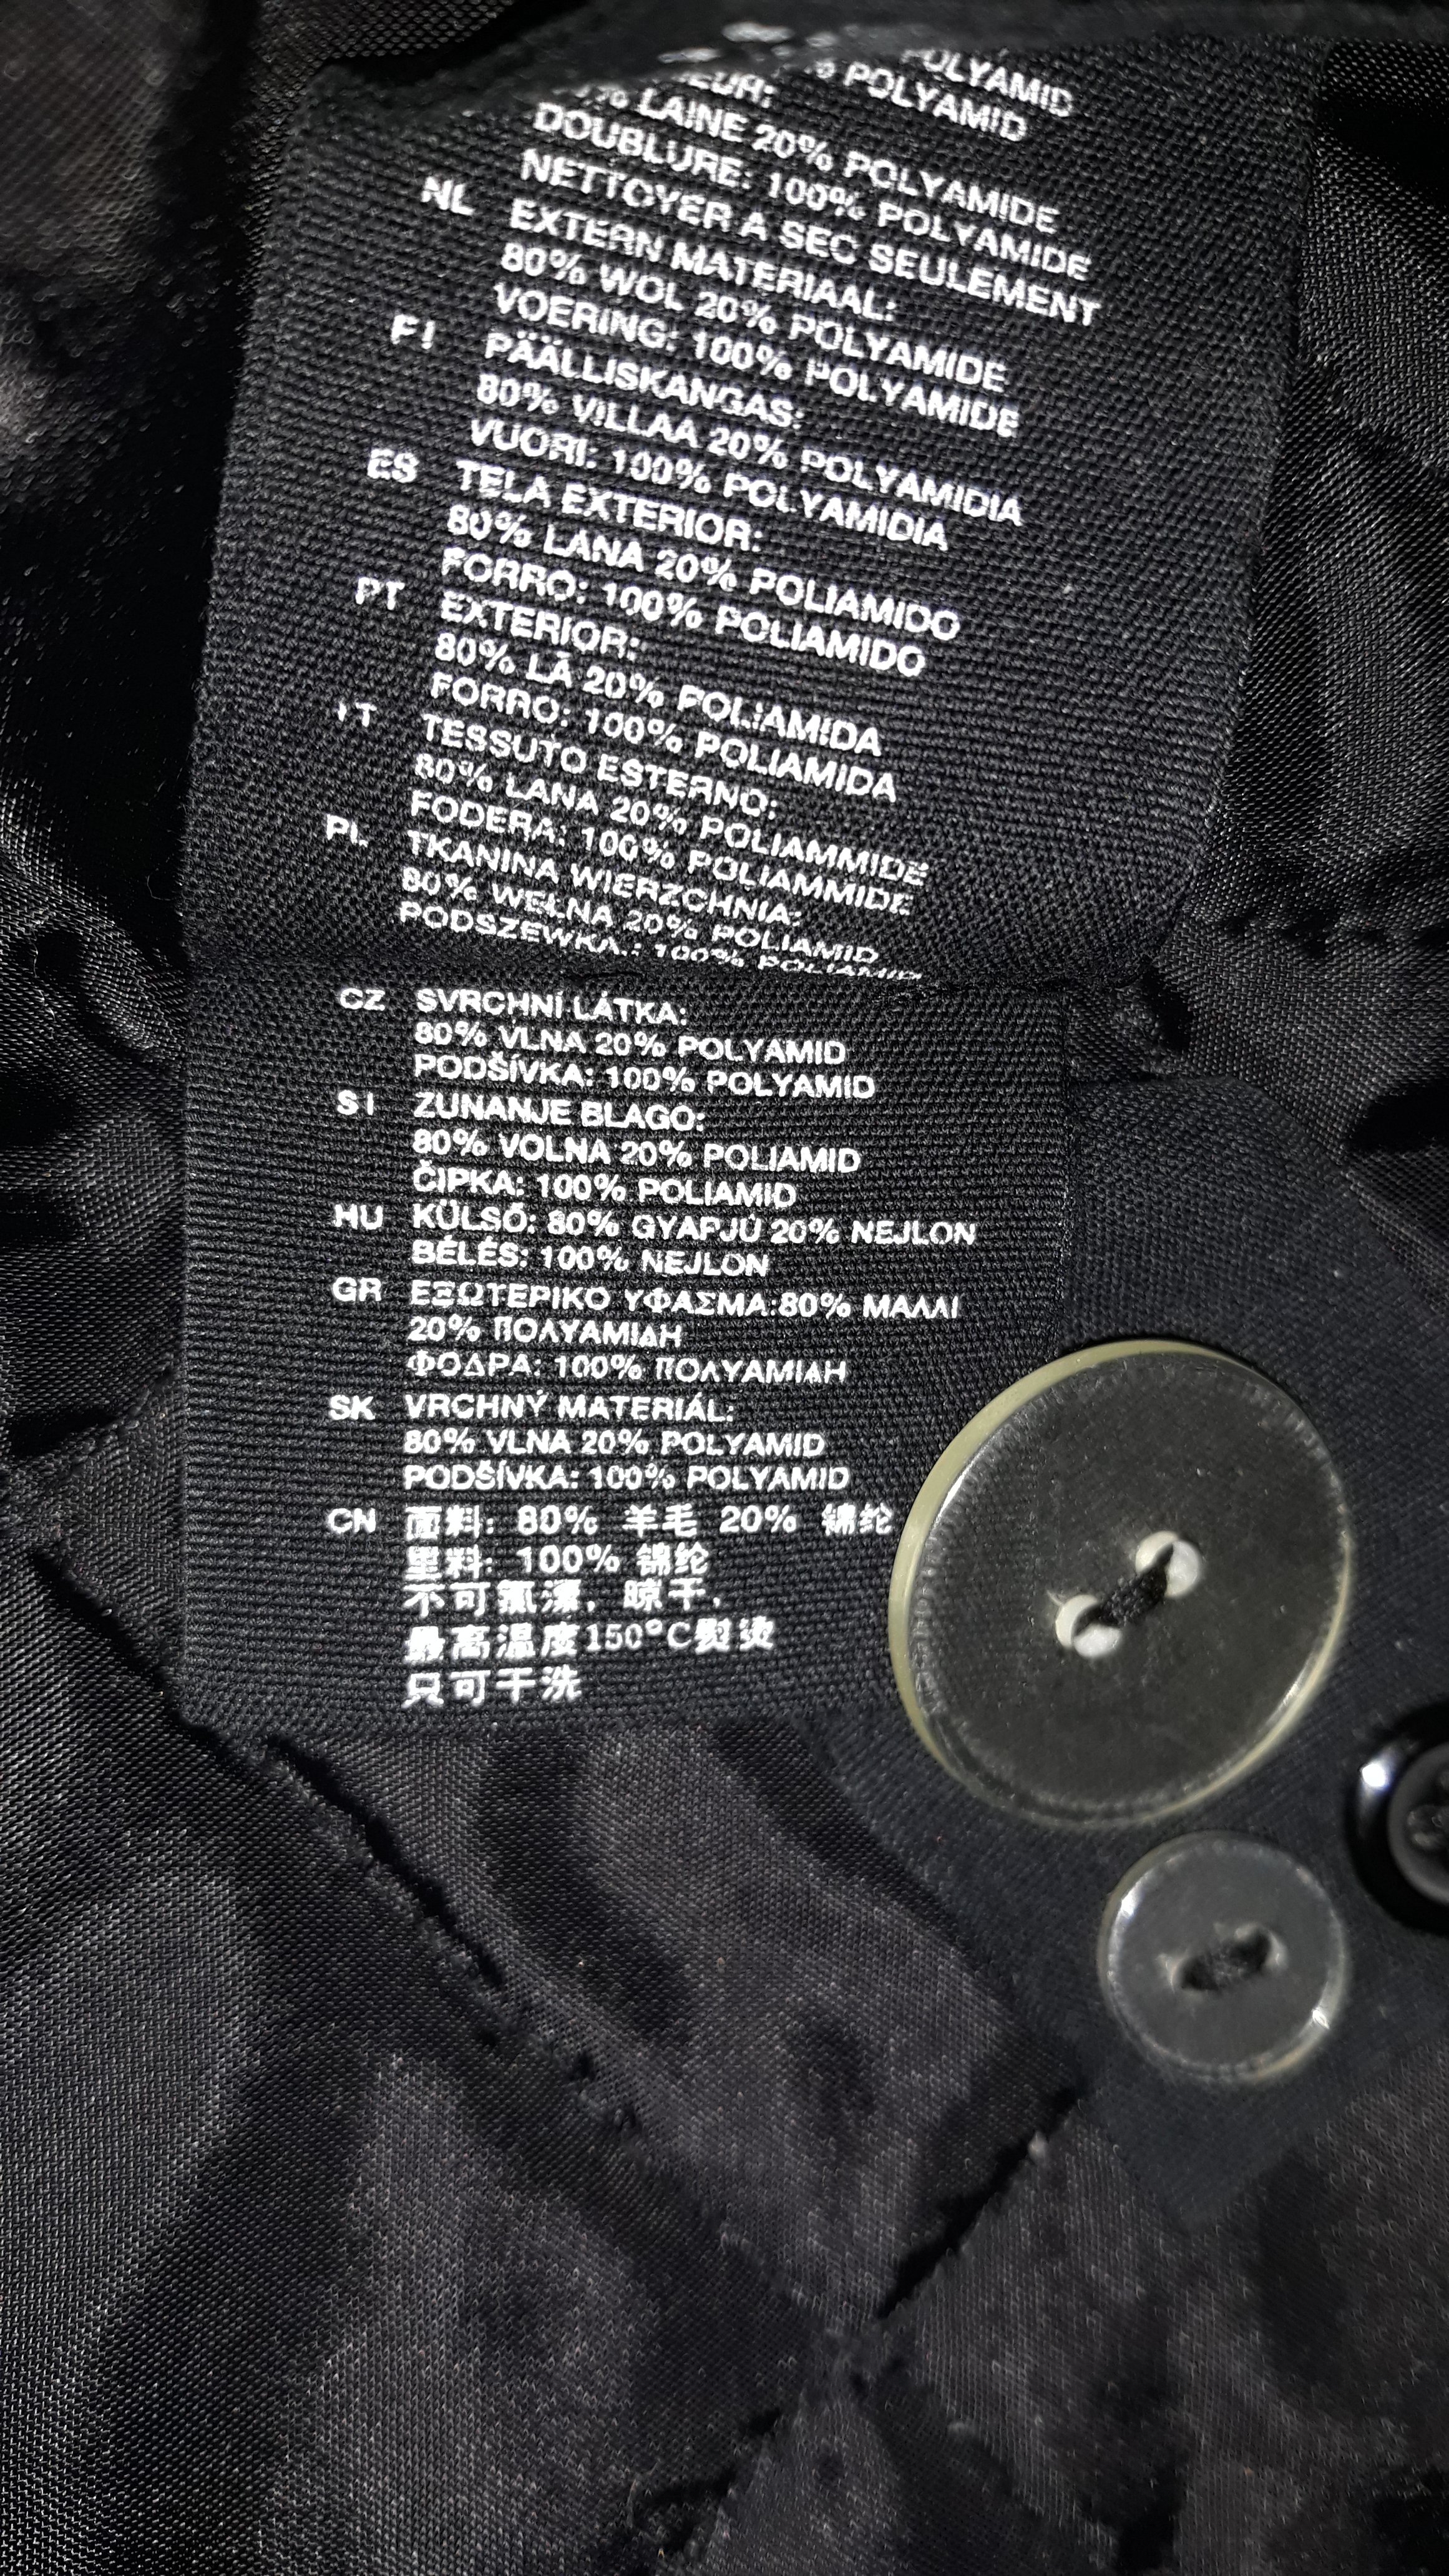 POLYAMID
% POLYAMID
EUR:
% LAINE 20% POLYAMIDE
DOUBLURE: 100% POLYAMIDE
NETTOYER A SEC SEULEMENT
NL EXTERN MATERIAAL:
80% WOL 20% POLYAMIDE
VOERING: 100% POLYAMIDE
FI PÄÄLLISKANGAS:
80% VILLAA 20% POLYAMIDIA
VUORI: 100% POLYAMIDIA
ES TELA EXTERIOR:
80% LANA 20% POLIAMIDO
FORRO: 100% POLIAMIDO
PT EXTERIOR:
80% LÃ 20% POLIAMIDA
FORRO: 100% POLIAMIDA
IT TESSUTO ESTERNO:
80% LANA 20% POLIAMMIDE
FODERA: 100% POLIAMMIDE
PL TKANINA WIERZCHNIA:
80% WEŁNA 20% POLIAMID
PODSZEWKA: 100% POLIAMID
CZ SVRCHNÍ LÁTKA:
80% VLNA 20% POLYAMID
PODŠÍVKA: 100% POLYAMID
SI ZUNANJE BLAGO:
80% VOLNA 20% POLIAMID
ČIPKA: 100% POLIAMID
HU KÜLSŐ: 80% GYAPJÚ 20% NEJLON
BÉLÉS: 100% NEJLON
GR ΕΞΩΤΕΡΙΚΟ ΥΦΑΣΜΑ:80% ΜΑΛΛΙ
20% ΠΟΛΥΑΜΙΔΗ
ΦΟΔΡΑ: 100% ΠΟΛΥΑΜΙΔΗ
SK VRCHNÝ MATERIÁL:
80% VLNA 20% POLYAMID
PODŠÍVKA: 100% POLYAMID
CN 面料: 80% 羊毛 20% 锦纶
里料: 100% 锦纶
不可氯漂, 晾干,
最高温度150°C熨烫
只可干洗